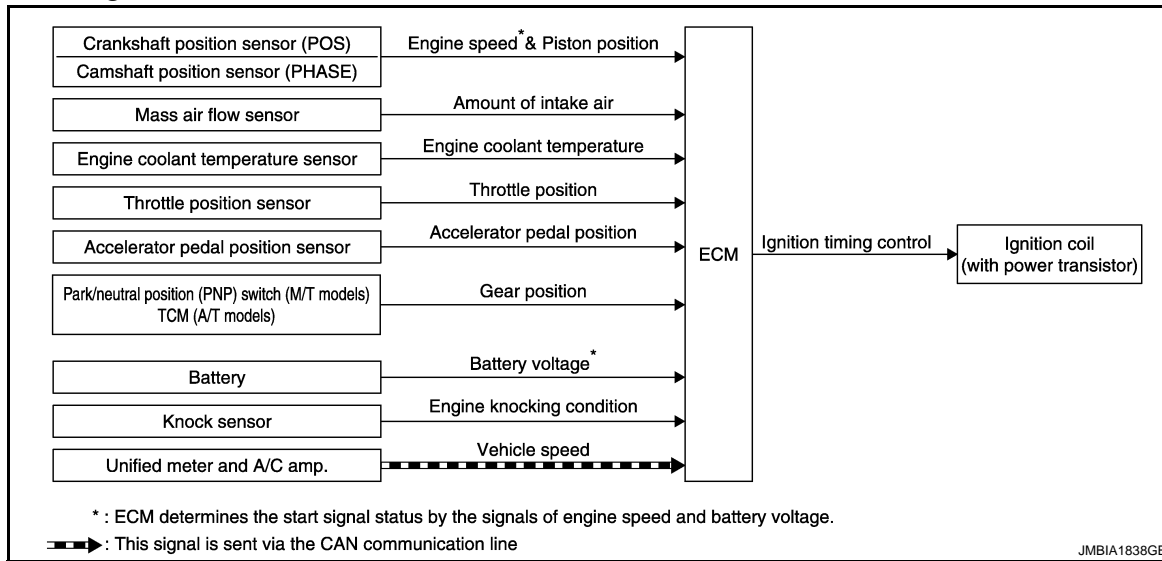 Crankshaft position sensor (POS)
Engine speed* & Piston position
Camshaft position sensor (PHASE)
Mass air flow sensor
Amount of intake air
Engine coolant temperature sensor
Engine coolant temperature
Throttle position sensor
Throttle position
Accelerator pedal position sensor
Accelerator pedal position
ECM
Ignition timing control
Ignition coil
(with power transistor)
Park/neutral position (PNP) switch (M/T models)
TCM (A/T models)
Gear position
Battery
Battery voltage*
Knock sensor
Engine knocking condition
Unified meter and A/C amp.
Vehicle speed
* : ECM determines the start signal status by the signals of engine speed and battery voltage.
: This signal is sent via the CAN communication line
JMBIA1838GB